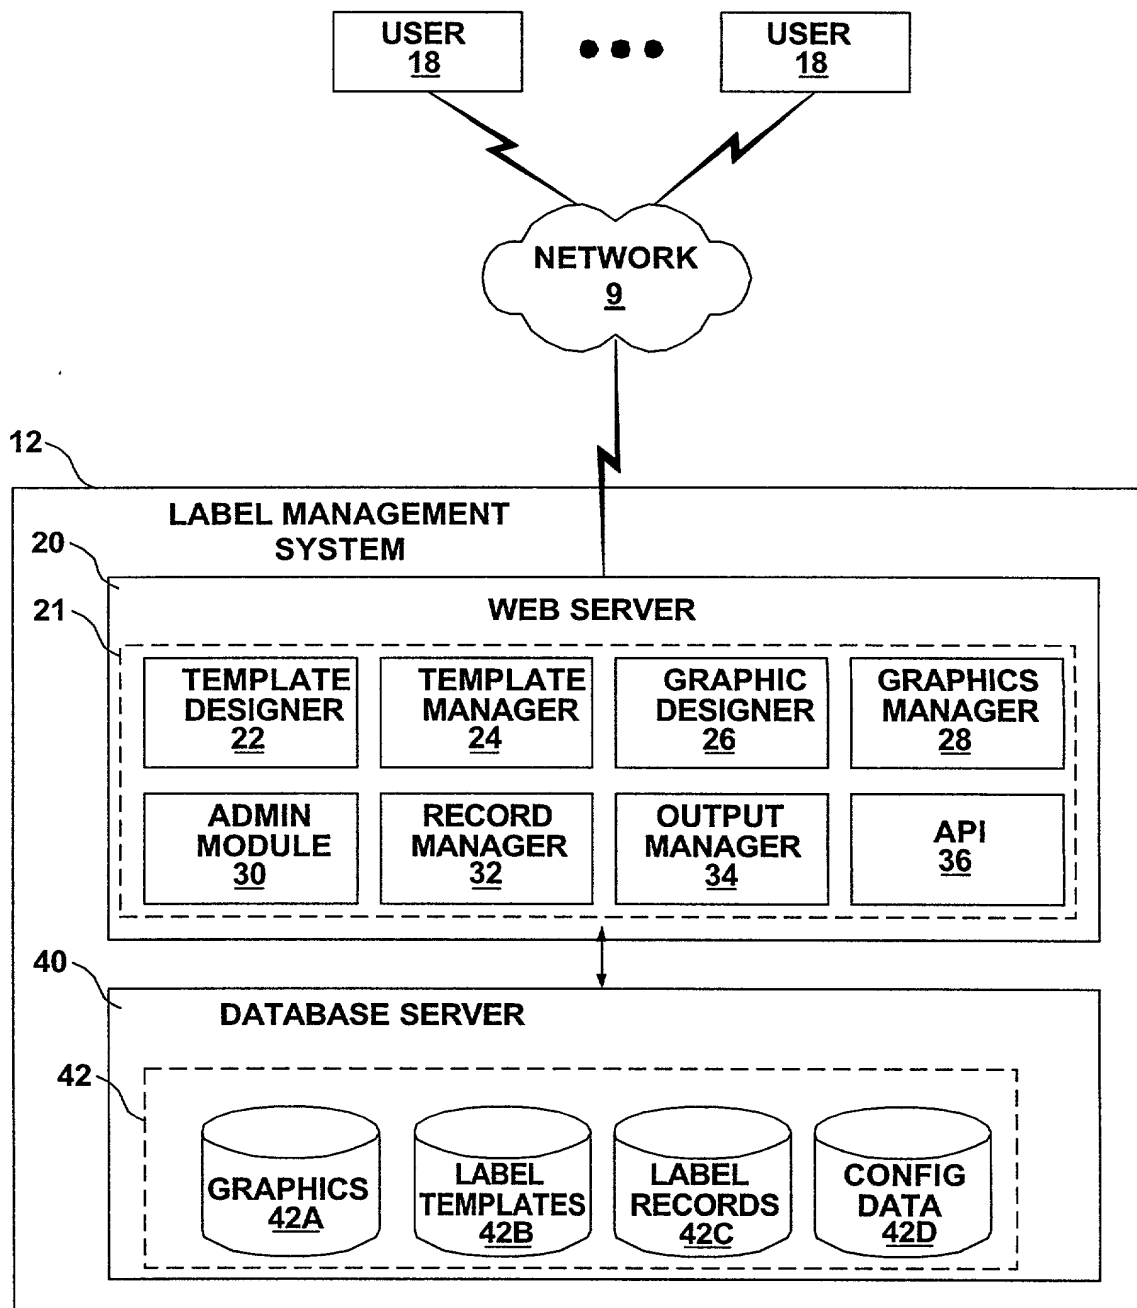 USER
18
USER
18
NETWORK
9
12
LABEL MANAGEMENT
SYSTEM
20
WEB SERVER
21
TEMPLATE
DESIGNER
22
TEMPLATE
MANAGER
24
GRAPHIC
DESIGNER
26
GRAPHICS
MANAGER
28
ADMIN
MODULE
30
RECORD
MANAGER
32
OUTPUT
MANAGER
34
API
36
40
DATABASE SERVER
42
GRAPHICS
42A
LABEL
TEMPLATES
42B
LABEL
RECORDS
42C
CONFIG
DATA
42D